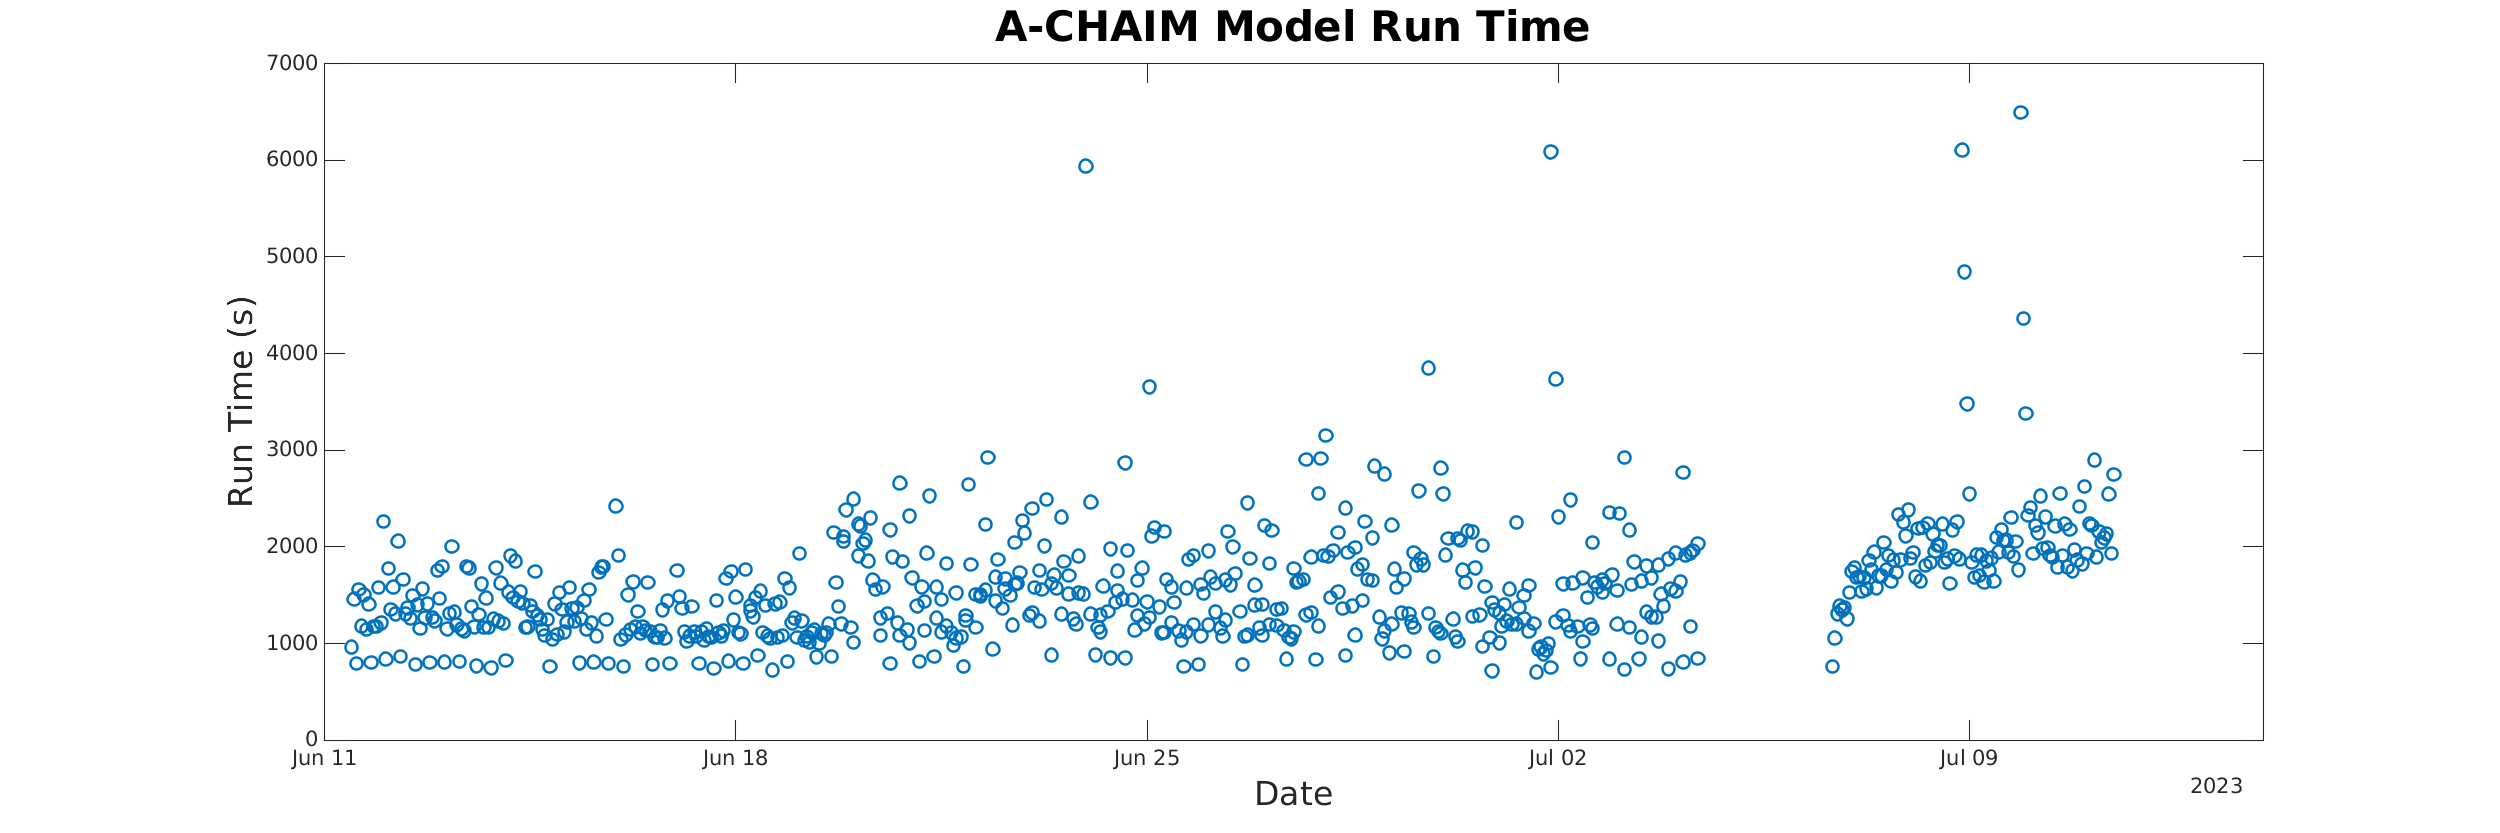 A-CHAIM Model Run Time
7000
6000
5000
4000
3000
2000
1000
0
Run Time (s)
Jun 11 Jun 18 Jun 25 Jul 02 Jul 09
2023
Date